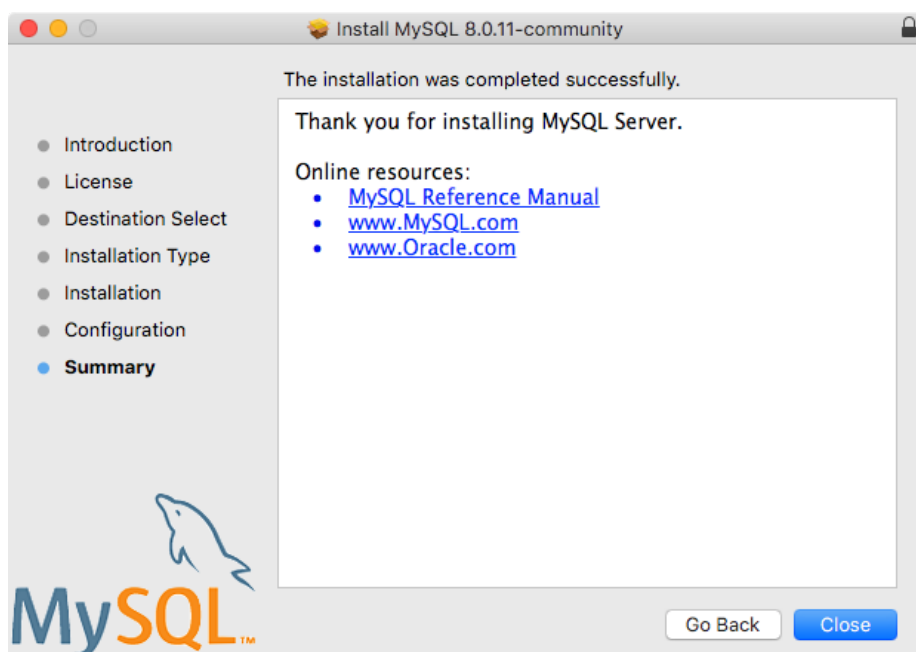 Install MySQL 8.0.11-community
The installation was completed successfully.
Introduction
License
Destination Select
Installation Type
Installation
Configuration
Summary
Thank you for installing MySQL Server.
Online resources:
• MySQL Reference Manual
• www.MySQL.com
• www.Oracle.com
MySQL™
Go Back
Close